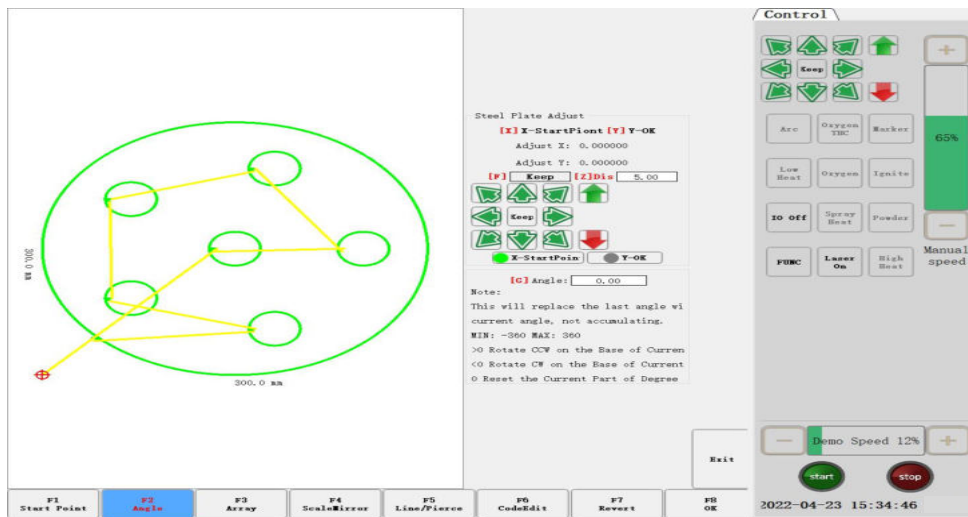 Control
Keep
65%
Arc
Oxygen
THC
Marker
Low
Heat
Oxygen
Ignite
IO Off
Spray
Heat
Powder
FUNC
Laser
On
High
Heat
Manual
speed
Demo Speed 12%
start
stop
2022-04-23 15:34:46
Steel Plate Adjust
[X] X-StartPiont [Y] Y-OK
Adjust X: 0.000000
Adjust Y: 0.000000
[F] Keep [Z]Dis 5.00
Keep
X-StartPoin
Y-OK
[G] Angle: 0.00
Note:
This will replace the last angle wi
current angle, not accumulating.
MIN: -360 MAX: 360
>0 Rotate CCW on the Base of Curren
<0 Rotate CW on the Base of Current
0 Reset the Current Part of Degree
300.0 mm
300.0 mm
Exit
F1
Start Point
F2
Angle
F3
Array
F4
ScaleMirror
F5
Line/Pierce
F6
CodeEdit
F7
Revert
F8
OK